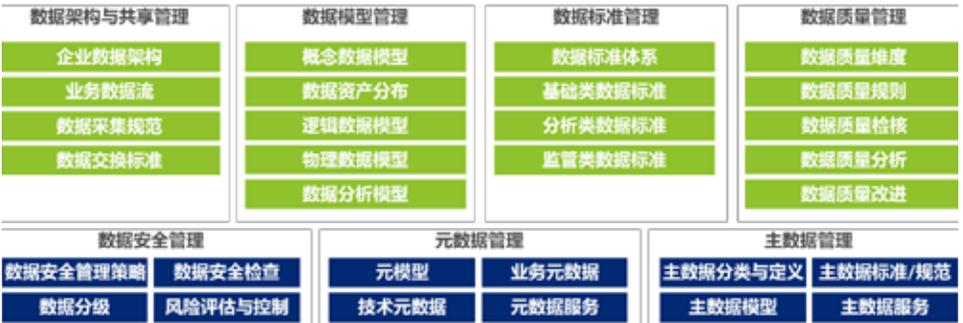 数据架构与共享管理
企业数据架构
业务数据流
数据采集规范
数据交换标准
数据模型管理
概念数据模型
数据资产分布
逻辑数据模型
物理数据模型
数据分析模型
数据标准管理
数据标准体系
基础类数据标准
分析类数据标准
监管类数据标准
数据质量管理
数据质量维度
数据质量规则
数据质量检核
数据质量分析
数据质量改进
数据安全管理
数据安全管理策略 数据安全检查
数据分级 风险评估与控制
元数据管理
元模型 业务元数据
技术元数据 元数据服务
主数据管理
主数据分类与定义 主数据标准/规范
主数据模型 主数据服务